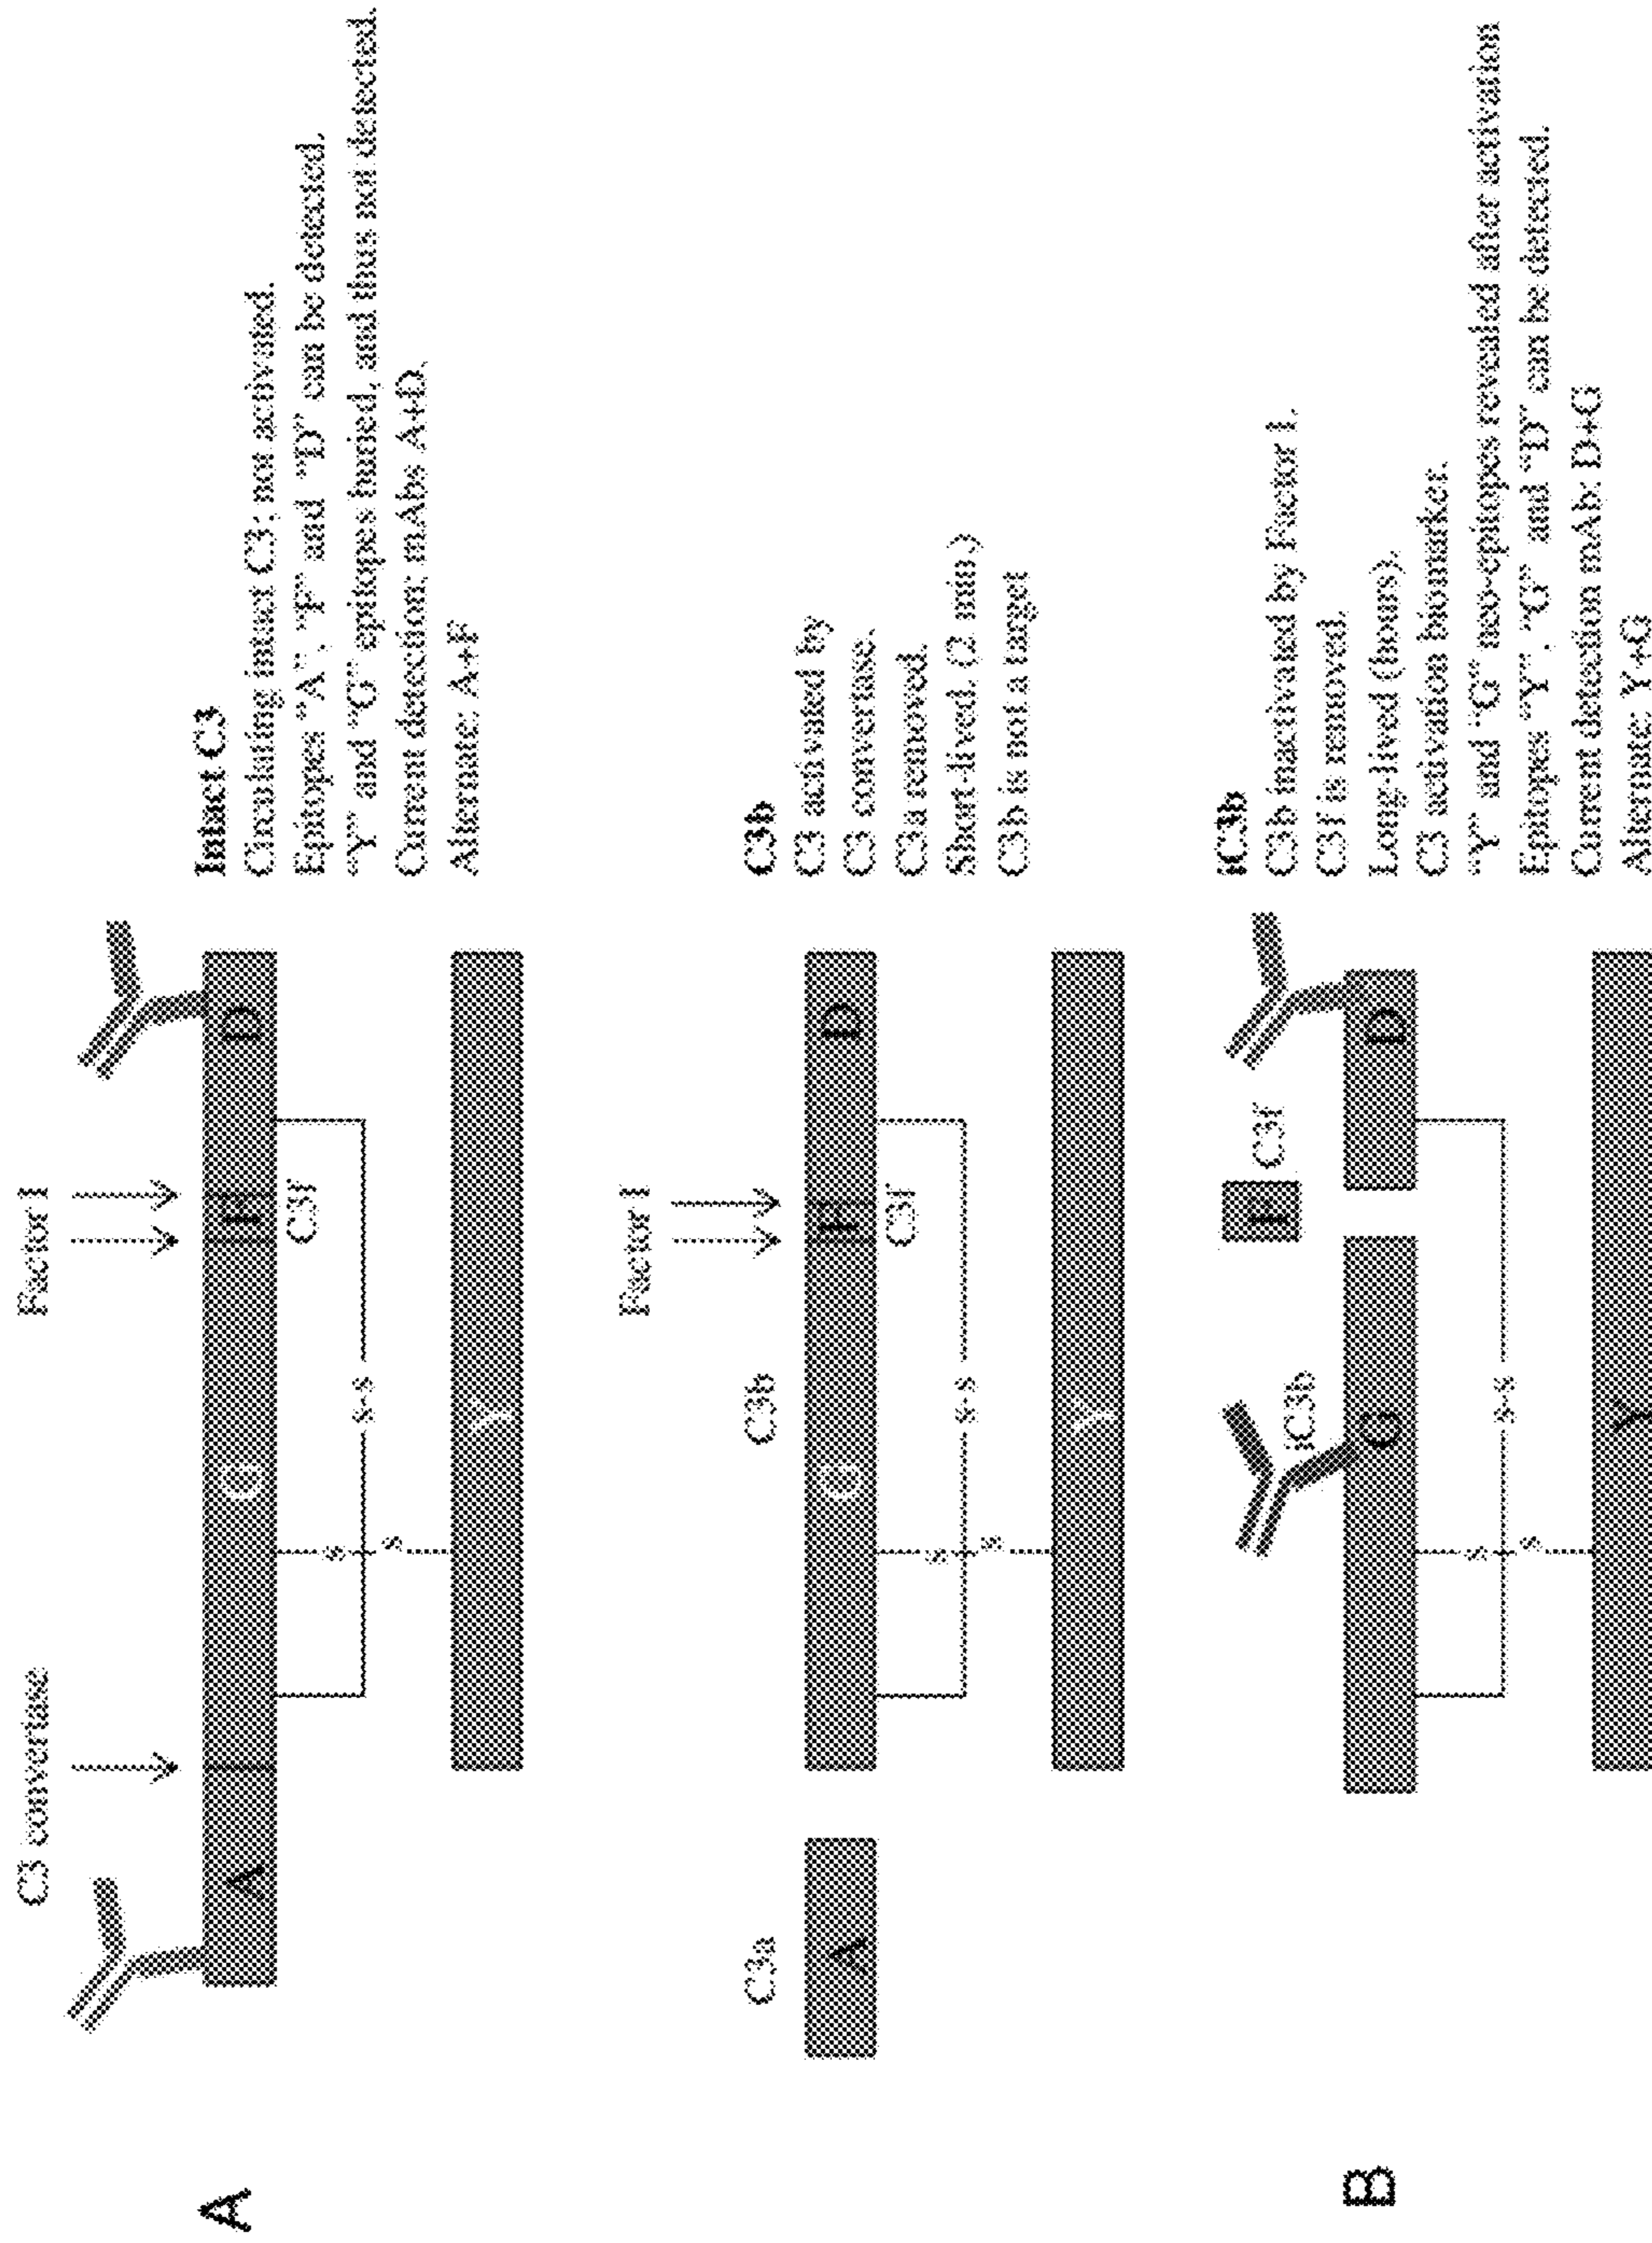 C3 convertase
Factor I
A
A G H D
C3f
s-s
s
s
Y
Intact C3
Circulating intact C3; not activated.
Epitopes "A", "F" and "D" can be detected.
"Y" and "G" epitopes buried, and thus not detected.
Current detection: mAbs A+D.
Alternate: A+F
Factor I
C3a
C3b
A
G H D
C3f
s-s
s
s
Y
C3b
C3 activated by
C3 convertase.
C3a removed.
Short-lived. (2 min.)
C3b is not a target
B
iC3b
H
C3f
G
D
s-s
s
s
Y
iC3b
C3b inactivated by Factor I.
C3f is removed.
Long-lived (hours).
C3 activation biomarker.
"Y" and "G" neo-epitopes revealed after activation
Epitopes "Y", "G" and "D" can be detected.
Current detection mAb: D+G
Alternate: Y+G